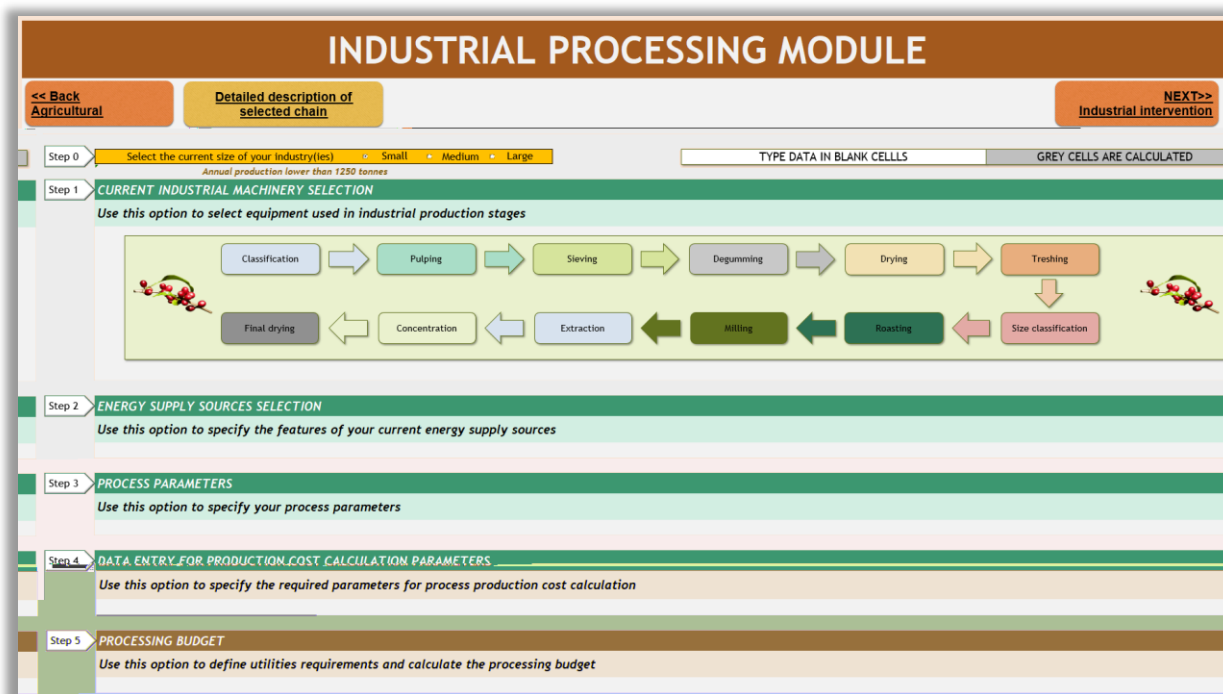 INDUSTRIAL PROCESSING MODULE
<< Back
Agricultural
Detailed description of
selected chain
NEXT>>
Industrial intervention
Step 0
Select the current size of your industry(ies) Small Medium Large
TYPE DATA IN BLANK CELLLS
GREY CELLS ARE CALCULATED
Annual production lower than 1250 tonnes
Step 1
CURRENT INDUSTRIAL MACHINERY SELECTION
Use this option to select equipment used in industrial production stages
Classification
Pulping
Sieving
Degumming
Drying
Treshing
Final drying
Concentration
Extraction
Milling
Roasting
Size classification
Step 2
ENERGY SUPPLY SOURCES SELECTION
Use this option to specify the features of your current energy supply sources
Step 3
PROCESS PARAMETERS
Use this option to specify your process parameters
Step 4
DATA ENTRY FOR PRODUCTION COST CALCULATION PARAMETERS
Use this option to specify the required parameters for process production cost calculation
Step 5
PROCESSING BUDGET
Use this option to define utilities requirements and calculate the processing budget